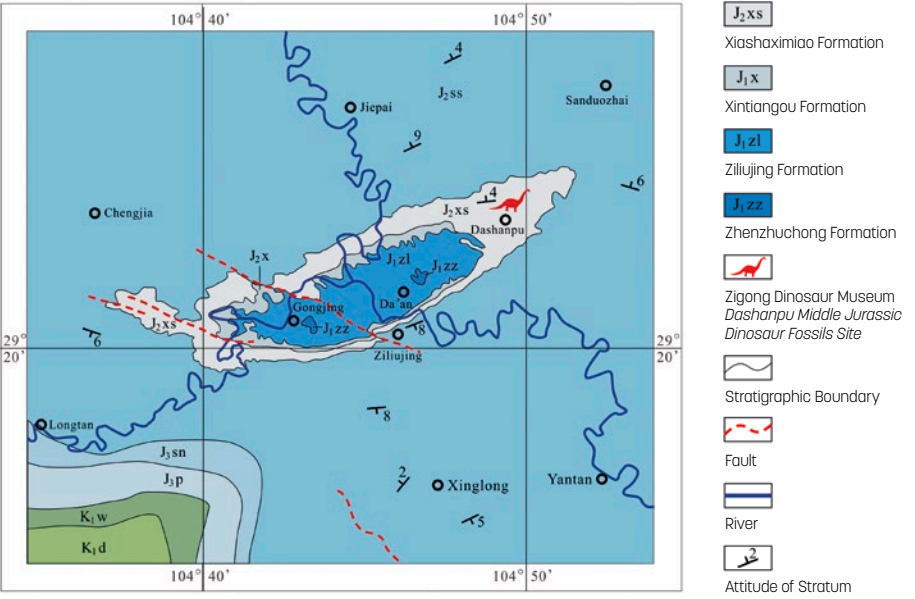 104° 40’
104° 50’
4
J₂ss
Jiepai
Sanduozhai
9
6
Chengjia
4
J₂xs
Dashanpu
J₂x
J₁zl
J₁zz
Da'an
Gongjing
J₁zz
J₂xs
8
6
Ziliujing
29°
20’
29°
20’
8
Longtan
J₃sn
J₃p
2
Xinglong
Yantan
K₁w
5
K₁d
104° 40’
104° 50’
J₂xs
Xiashaximiao Formation
J₁x
Xintiangou Formation
J₁zl
Ziliujing Formation
J₁zz
Zhenzhuchong Formation
Zigong Dinosaur Museum
Dashanpu Middle Jurassic
Dinosaur Fossils Site
Stratigraphic Boundary
Fault
River
2
Attitude of Stratum